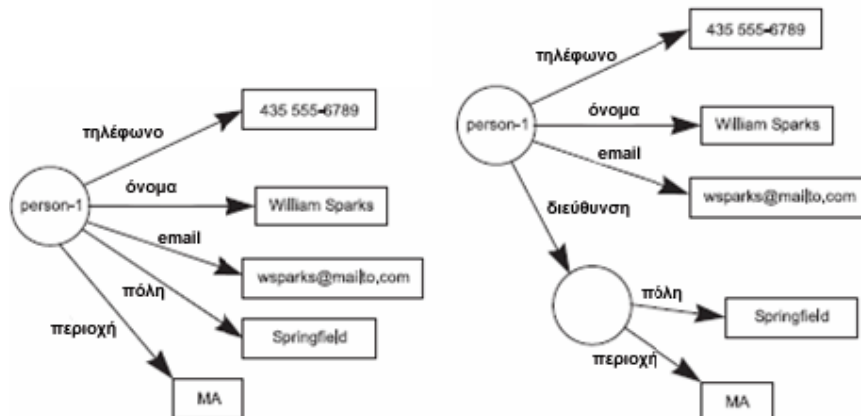 435 555-6789
τηλέφωνο
όνομα
person-1
William Sparks
email
wsparks@mailto.com
πόλη
Springfield
περιοχή
MA
435 555-6789
τηλέφωνο
όνομα
person-1
William Sparks
email
wsparks@mailto.com
διεύθυνση
πόλη
Springfield
περιοχή
MA